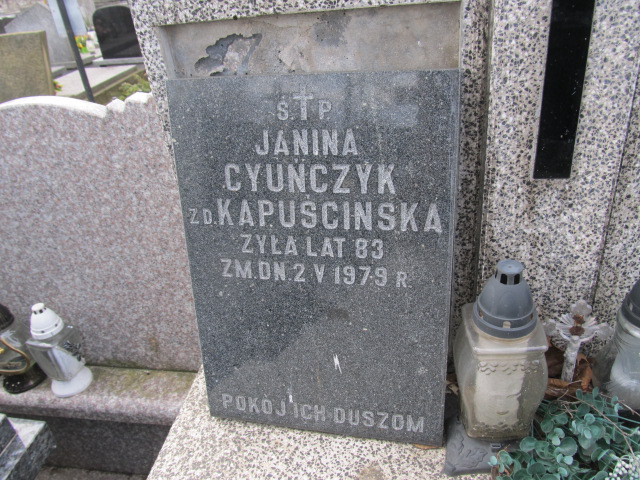 Ś.†P.
JANINA
CYUŃCZYK
ZD.KAPUŚCIŃSKA
ŻYŁA LAT 83
ZM.DN.2 V 1979 R.
POKÓJ ICH DUSZOM